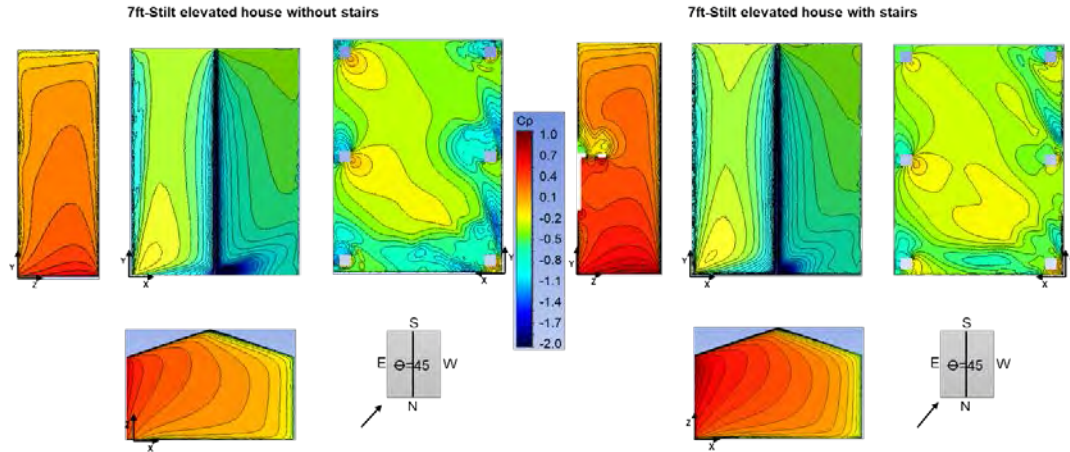 7ft-Stilt elevated house without stairs
7ft-Stilt elevated house with stairs
Cp
1.0
0.7
0.4
0.1
-0.2
-0.5
-0.8
-1.1
-1.4
-1.7
-2.0
Y
Z
Y
X
Y
X
Y
Z
Y
X
Y
X
Z
X
S
E Θ=45 W
N
Z
X
S
E Θ=45 W
N